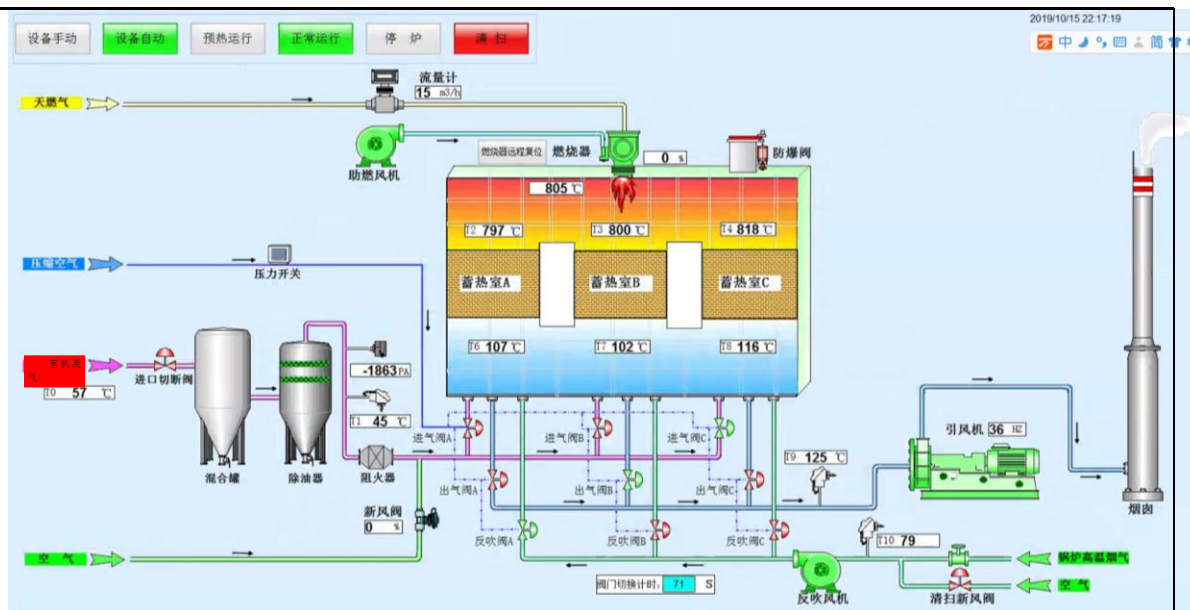 2019/10/15 22:17:19
设备手动
设备自动
预热运行
正常运行
停 炉
清 扫
中
简
流量计
15 m3/h
天燃气
助燃风机
燃烧器远程复位
燃烧器
0 %
防爆阀
805 ℃
T2 797 ℃
T3 800 ℃
T4 818 ℃
压缩空气
压力开关
蓄热室A
蓄热室B
蓄热室C
T6 107 ℃
T7 102 ℃
T8 116 ℃
有机废
气
T0 57 ℃
进口切断阀
-1863 PA
T1 45 ℃
混合罐
除油器
阻火器
进气阀A
进气阀B
进气阀C
引风机 36 HZ
T9 125 ℃
出气阀A
出气阀B
出气阀C
烟囱
新风阀
0 %
反吹阀A
反吹阀B
反吹阀C
T10 79
空 气
锅炉高温烟气
阀门切换计时: 71 S
反吹风机
清扫新风阀
空 气